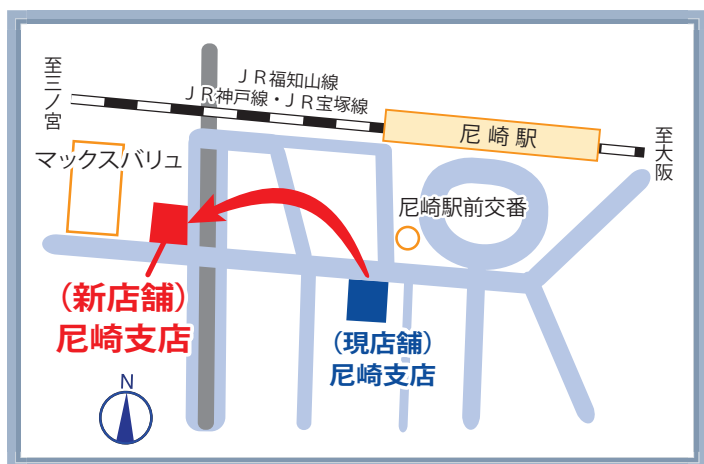 至三ノ宮
ＪＲ福知山線
ＪＲ神戸線・ＪＲ宝塚線
尼崎駅
至大阪
マックスバリュ
尼崎駅前交番
（新店舗）
尼崎支店
（現店舗）
尼崎支店
N